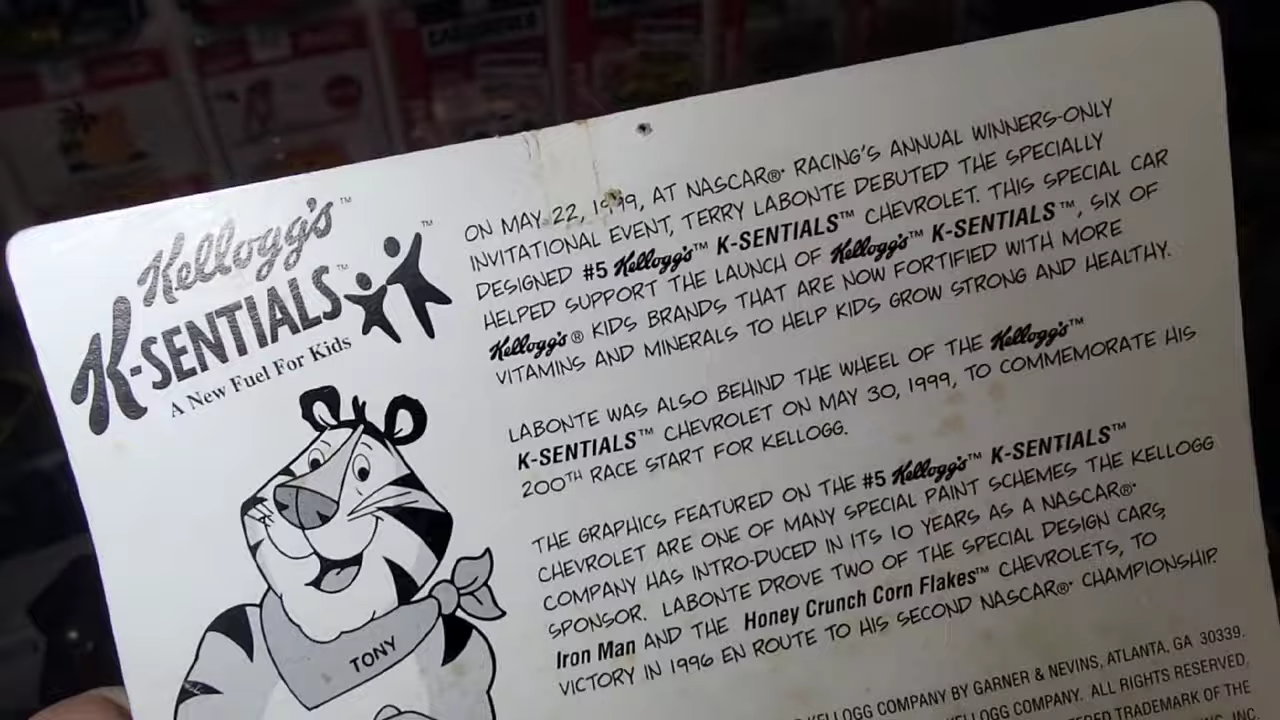 Kellogg's™
K-SENTIALS™
A New Fuel For Kids
TONY
ON MAY 22, 1999, AT NASCAR®' RACING'S ANNUAL WINNERS-ONLY
INVITATIONAL EVENT, TERRY LABONTE DEBUTED THE SPECIALLY
DESIGNED #5 Kellogg's™ K-SENTIALS™ CHEVROLET. THIS SPECIAL CAR
HELPED SUPPORT THE LAUNCH OF Kellogg's™ K-SENTIALS™, SIX OF
Kellogg's® KIDS BRANDS THAT ARE NOW FORTIFIED WITH MORE
VITAMINS AND MINERALS TO HELP KIDS GROW STRONG AND HEALTHY.
LABONTE WAS ALSO BEHIND THE WHEEL OF THE Kellogg's™
K-SENTIALS™ CHEVROLET ON MAY 30, 1999, TO COMMEMORATE HIS
200TH RACE START FOR KELLOGG.
THE GRAPHICS FEATURED ON THE #5 Kellogg's™ K-SENTIALS™
CHEVROLET ARE ONE OF MANY SPECIAL PAINT SCHEMES THE KELLOGG
COMPANY HAS INTRO-DUCED IN ITS 10 YEARS AS A NASCAR®'
SPONSOR. LABONTE DROVE TWO OF THE SPECIAL DESIGN CARS,
Iron Man AND THE Honey Crunch Corn Flakes™ CHEVROLETS, TO
VICTORY IN 1996 EN ROUTE TO HIS SECOND NASCAR®' CHAMPIONSHIP.
KELLOGG COMPANY BY GARNER & NEVINS, ATLANTA, GA 30339.
KELLOGG COMPANY. ALL RIGHTS RESERVED.
TRADEMARK OF THE
INC.